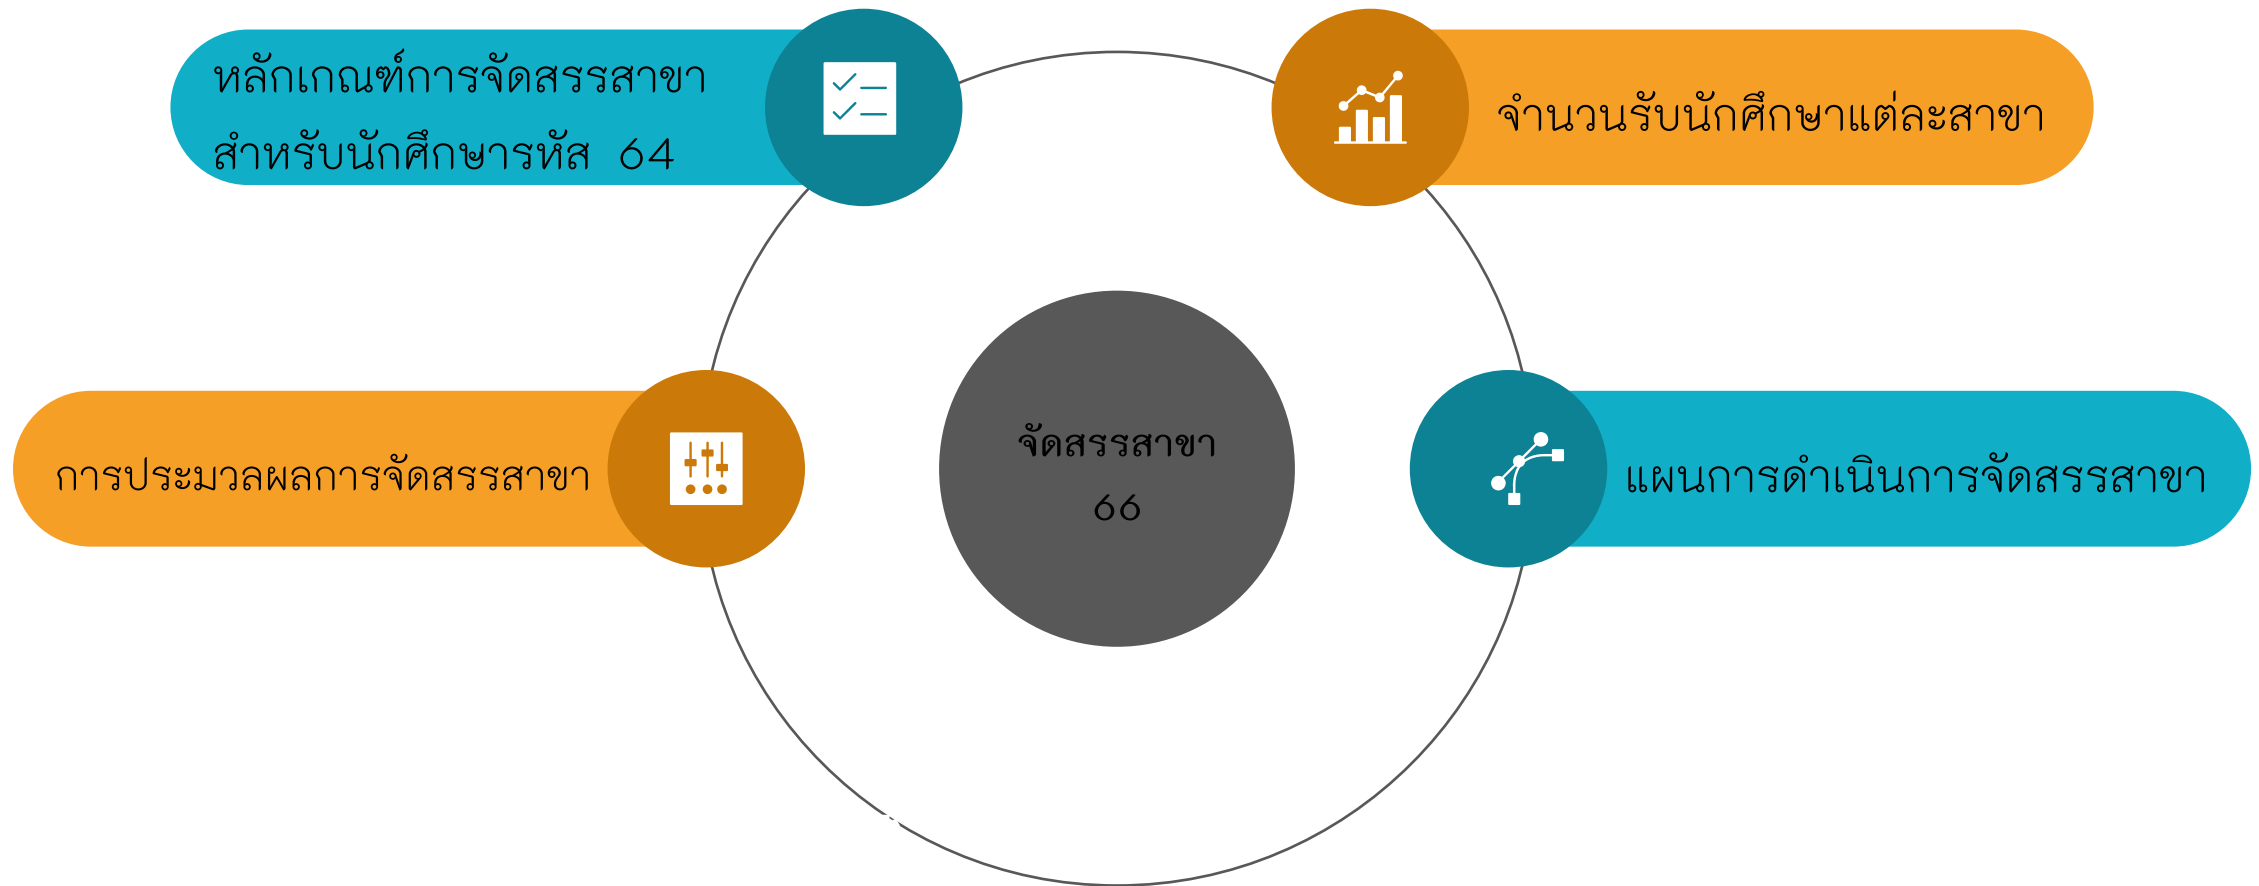 หลักเกณฑ์การจัดสรรสาขา
สำหรับนักศึกษารหัส 64
จำนวนรับนักศึกษาแต่ละสาขา
การประมวลผลการจัดสรรสาขา
จัดสรรสาขา
66
แผนการดำเนินการจัดสรรสาขา